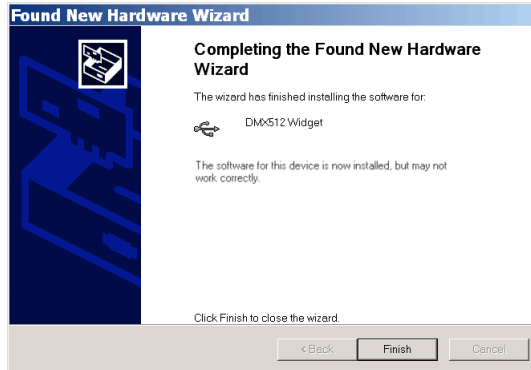 Found New Hardware Wizard
Completing the Found New Hardware
Wizard
The wizard has finished installing the software for:
DMX512 Widget
The software for this device is now installed, but may not
work correctly.
Click Finish to close the wizard.
< Back
Finish
Cancel